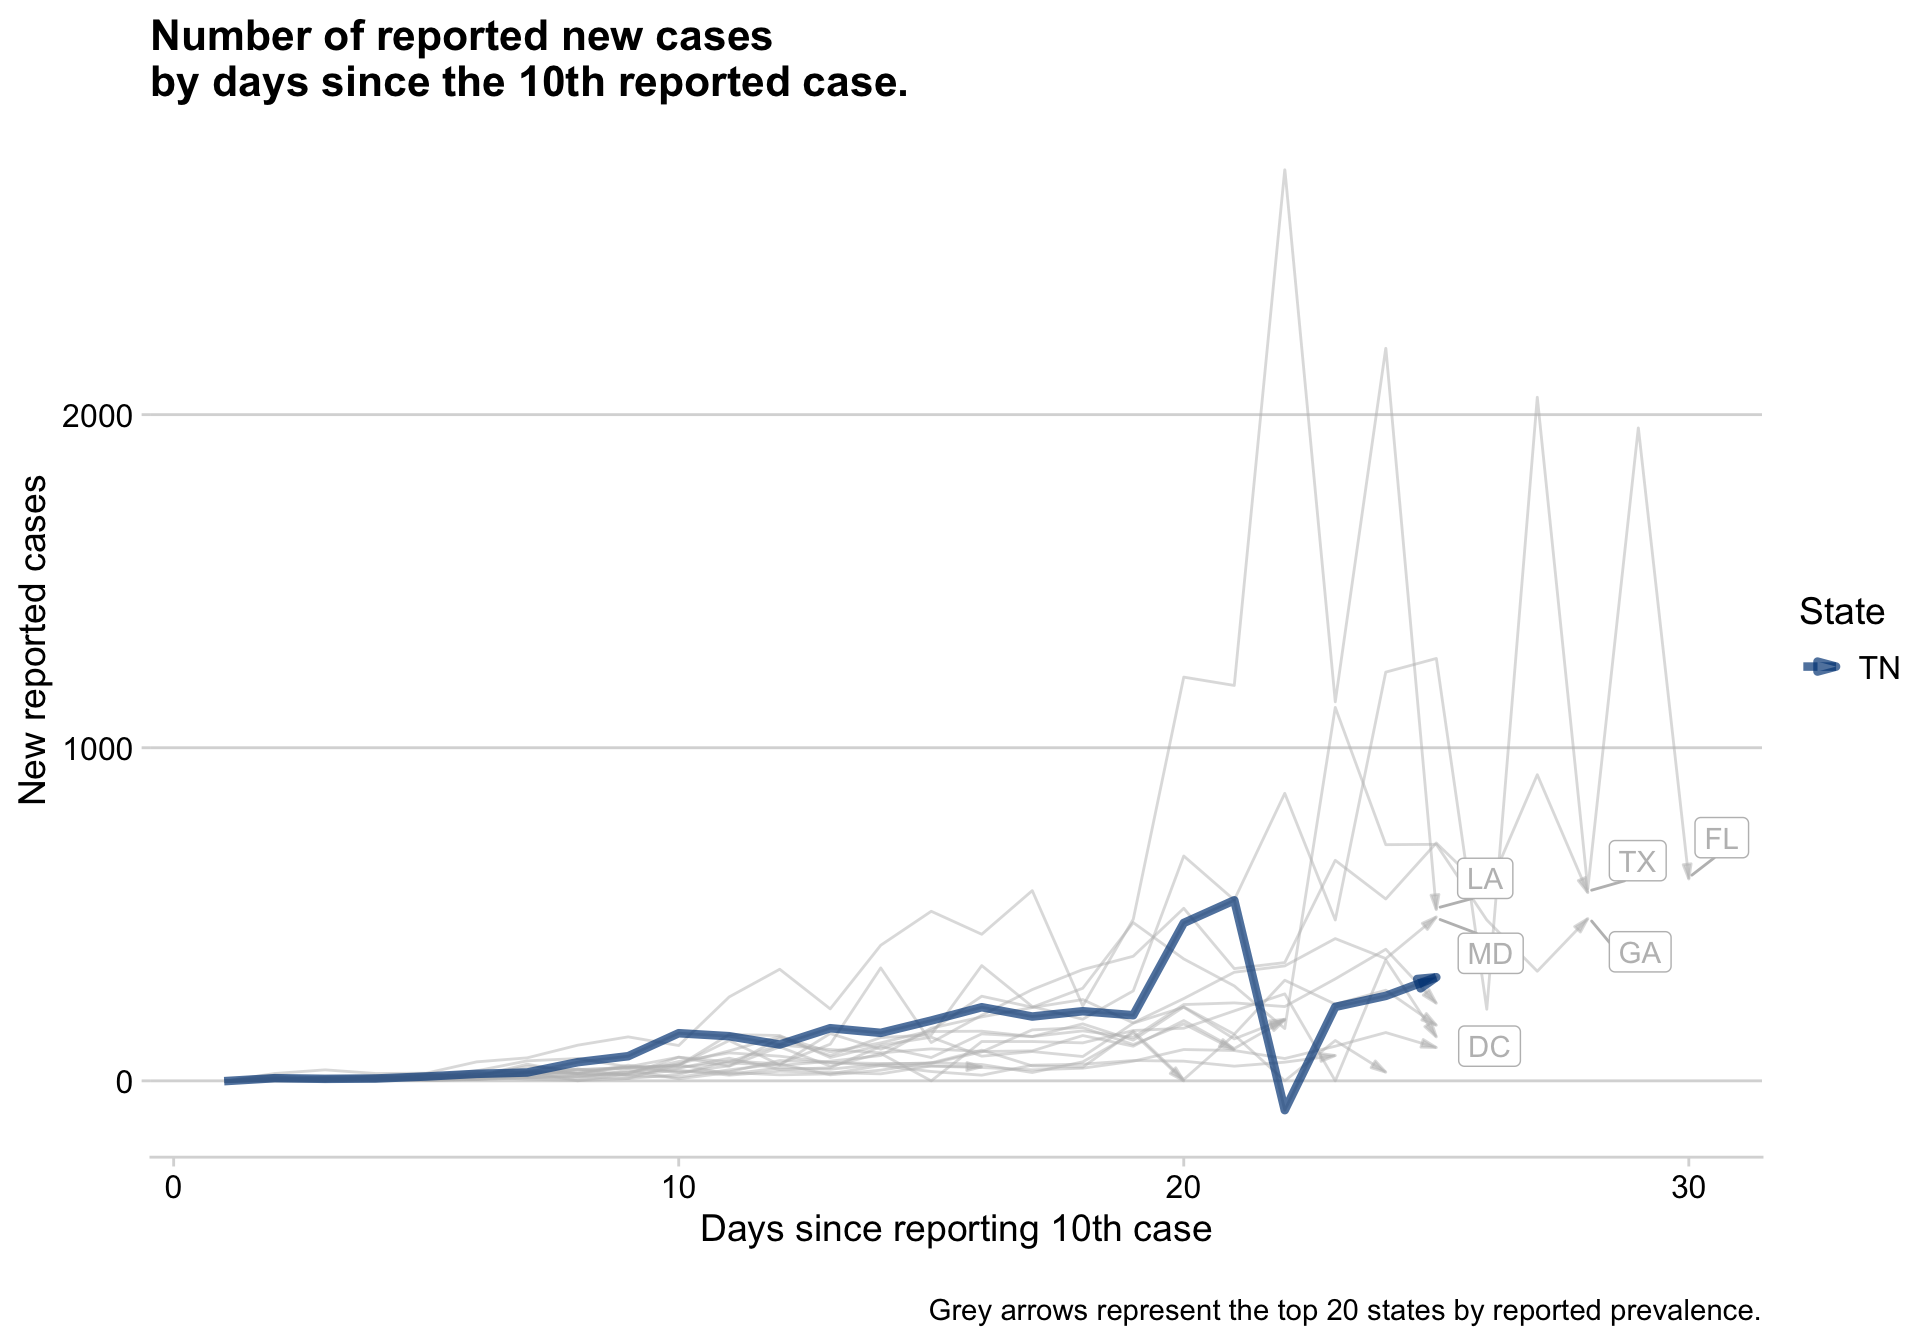 Number of reported new cases
by days since the 10th reported case.
New reported cases
2000
1000
0
0
10
20
30
Days since reporting 10th case
LA
MD
DC
TX
GA
FL
State
TN
Grey arrows represent the top 20 states by reported prevalence.